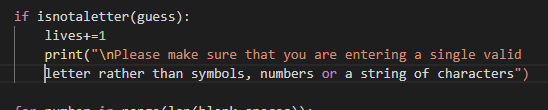 if isnotaletter(guess):
    lives+=1
    print("\nPlease make sure that you are entering a single valid
    letter rather than symbols, numbers or a string of characters")
for number in range(len(blank_spaces)):